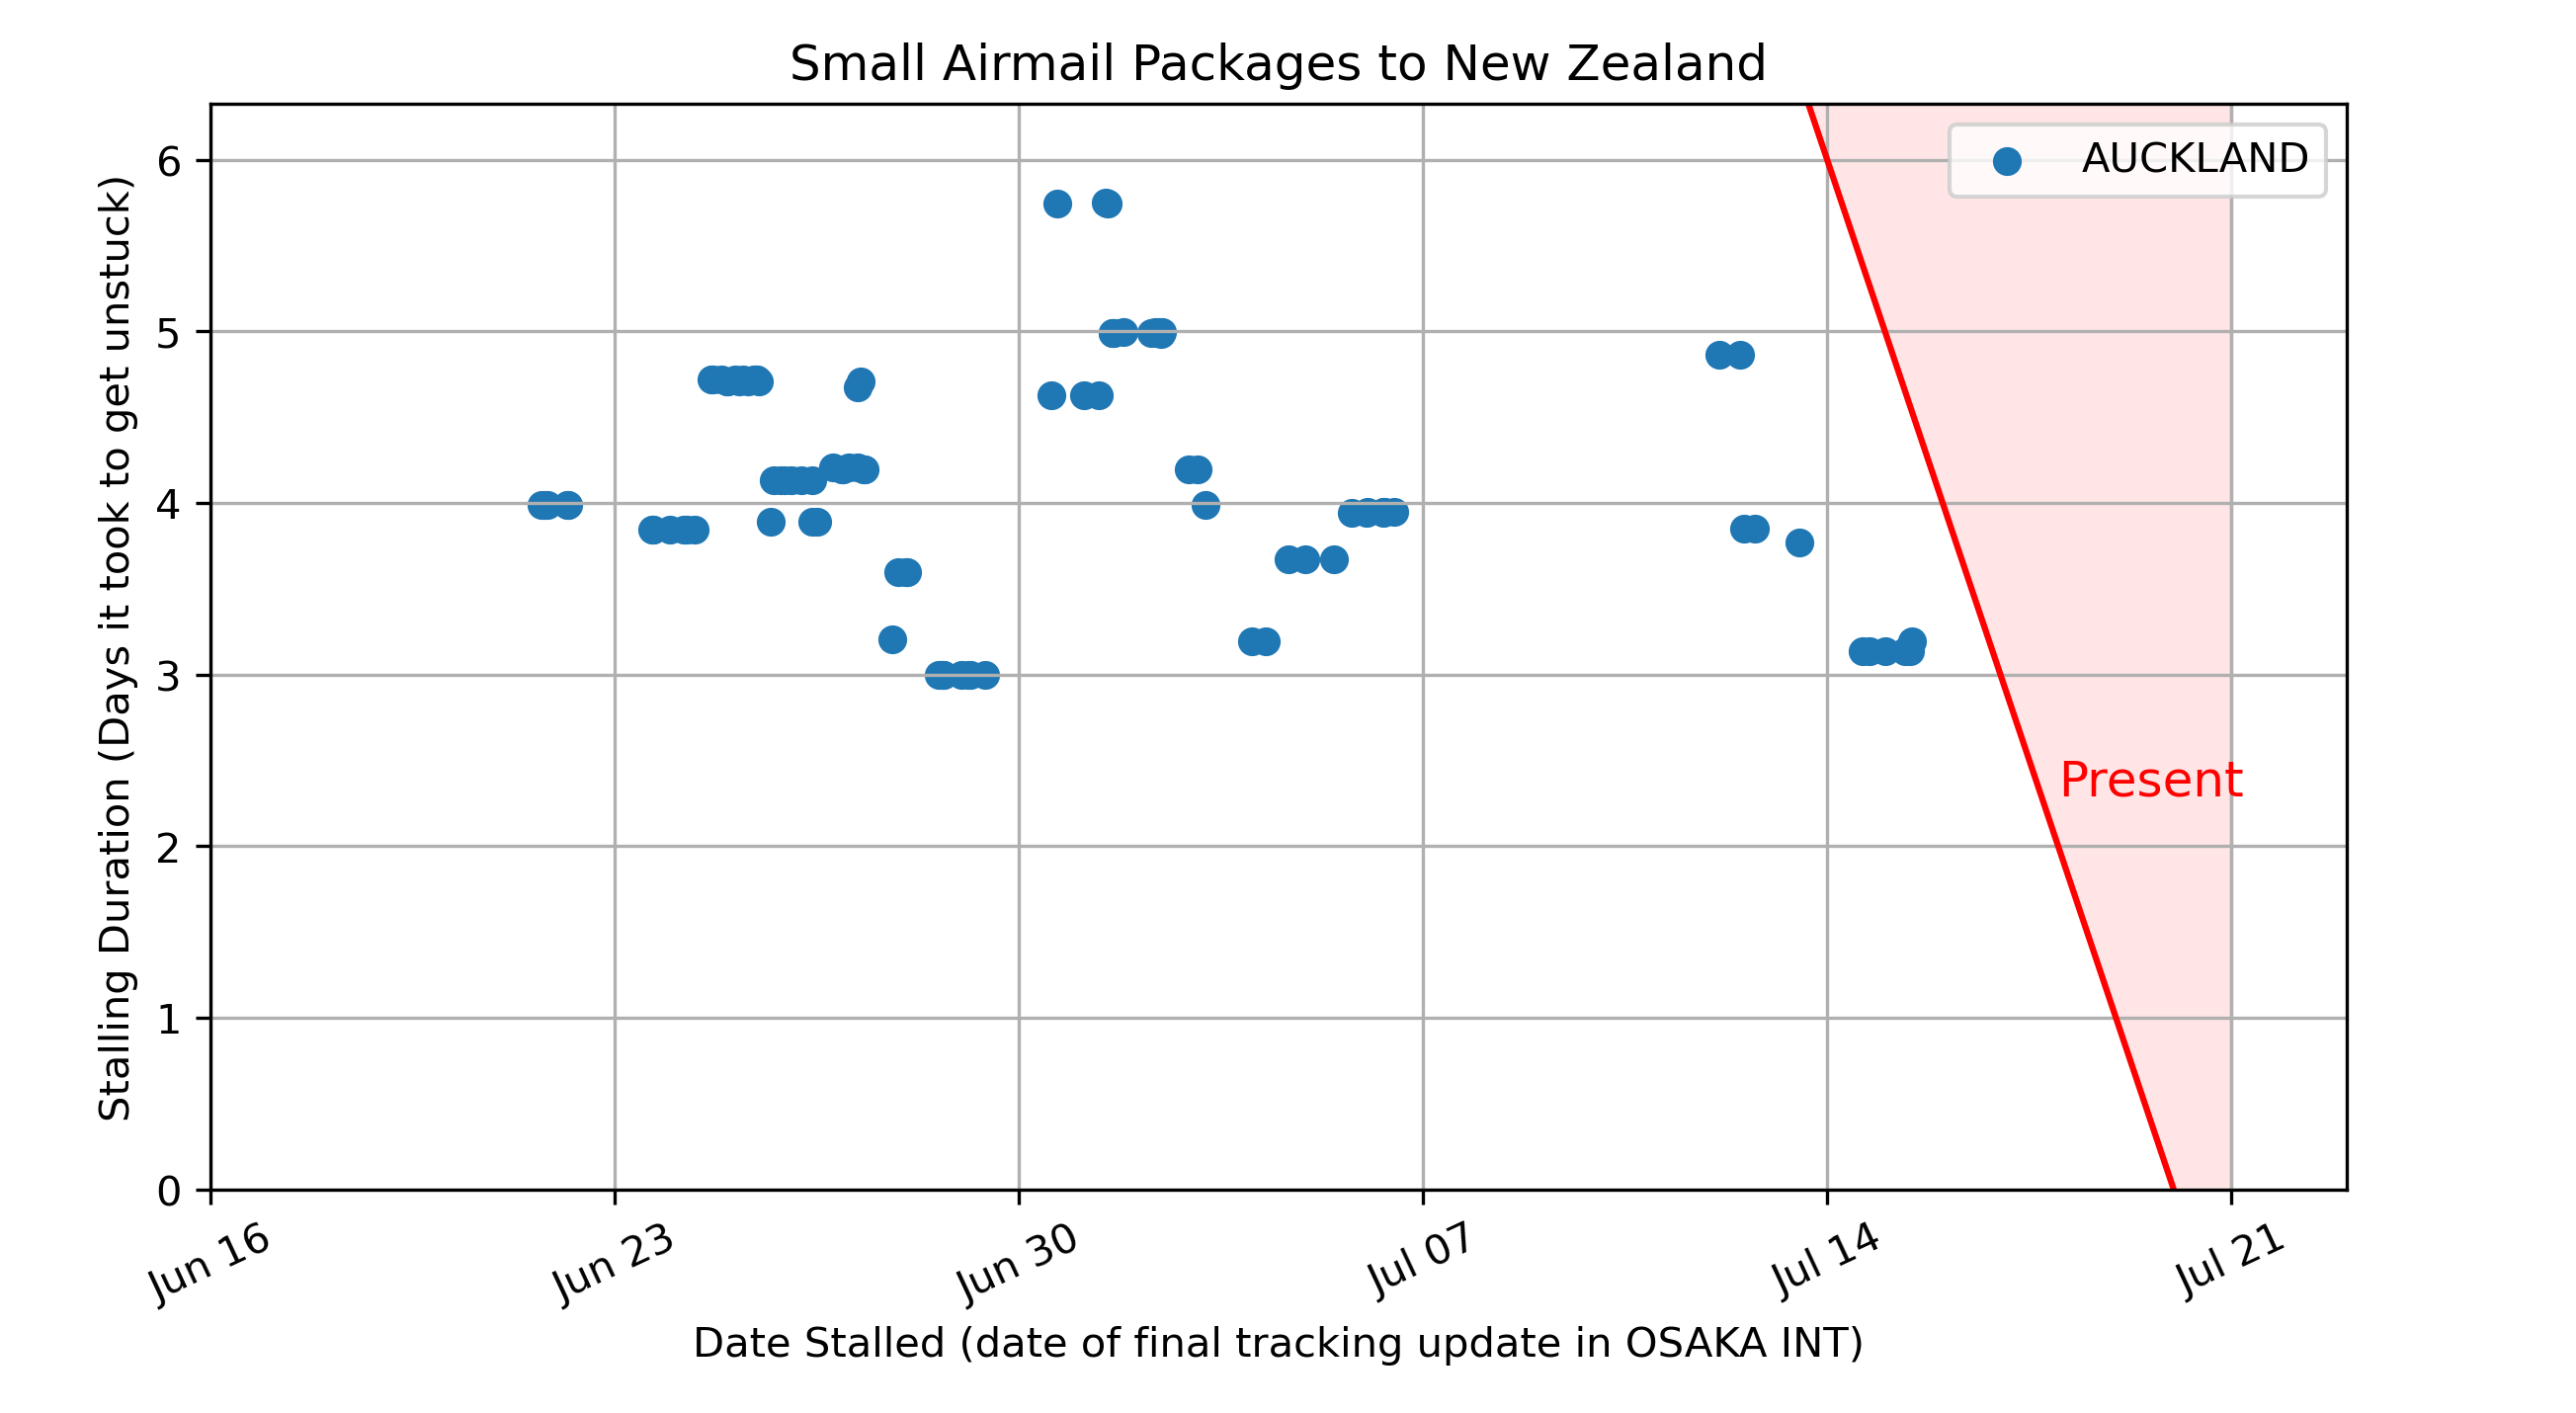 Small Airmail Packages to New Zealand
AUCKLAND
6
5
4
3
2
1
0
Stalling Duration (Days it took to get unstuck)
Present
Jun 16
Jun 23
Jun 30
Jul 07
Jul 14
Jul 21
Date Stalled (date of final tracking update in OSAKA INT)